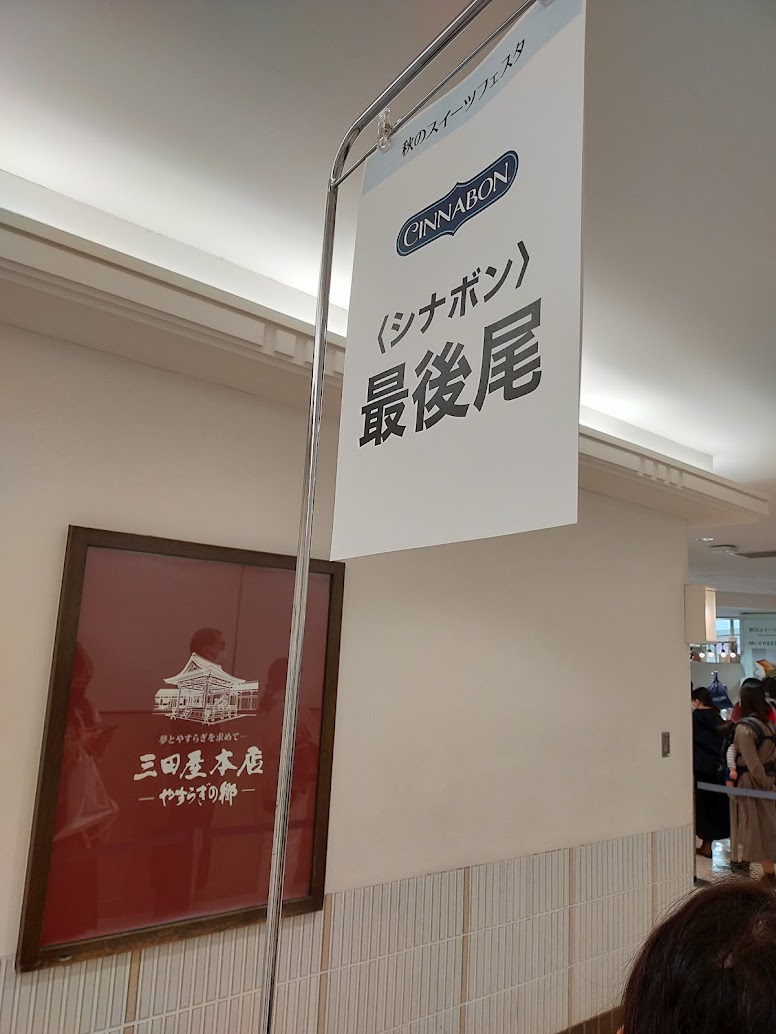 秋のスイーツフェスタ
CINNABON
〈シナボン〉
最後尾
夢とやすらぎを求めて…
三田屋本店
―やすらぎの郷―